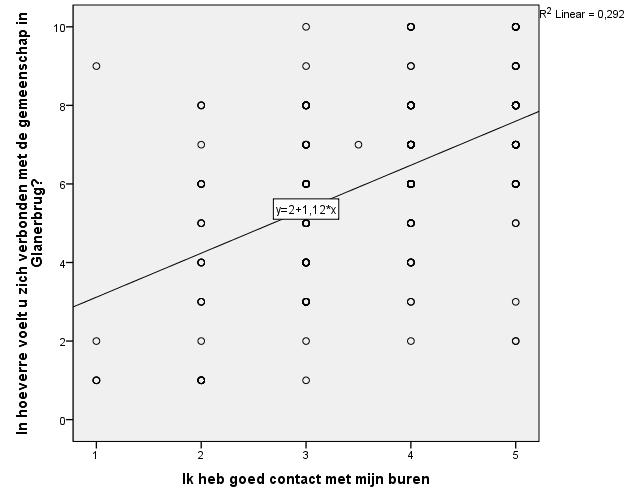 R2 Linear = 0,292
In hoeverre voelt u zich verbonden met de gemeenschap in
Glanerbrug?
10
8
6
4
2
0
y=2+1,12*x
1 2 3 4 5
Ik heb goed contact met mijn buren